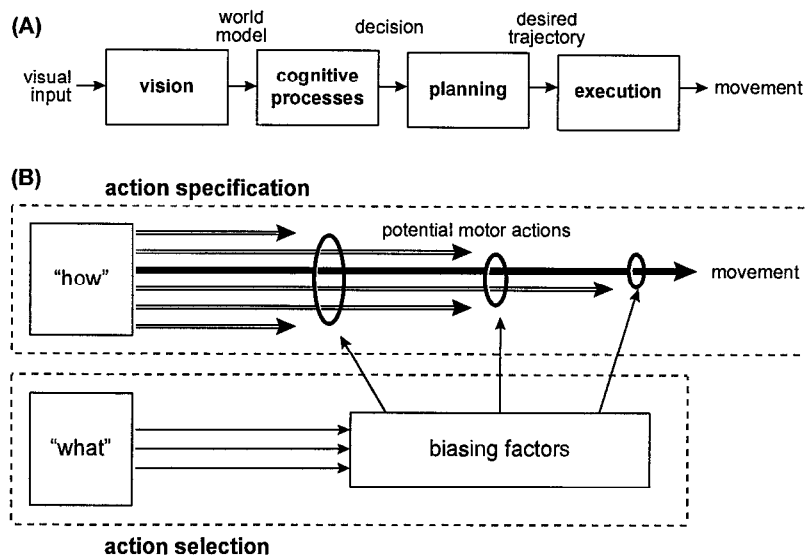 (A)
world
model
decision
desired
trajectory
visual
input
vision
cognitive
processes
planning
execution
movement
(B)
action specification
"how"
potential motor actions
movement
"what"
biasing factors
action selection